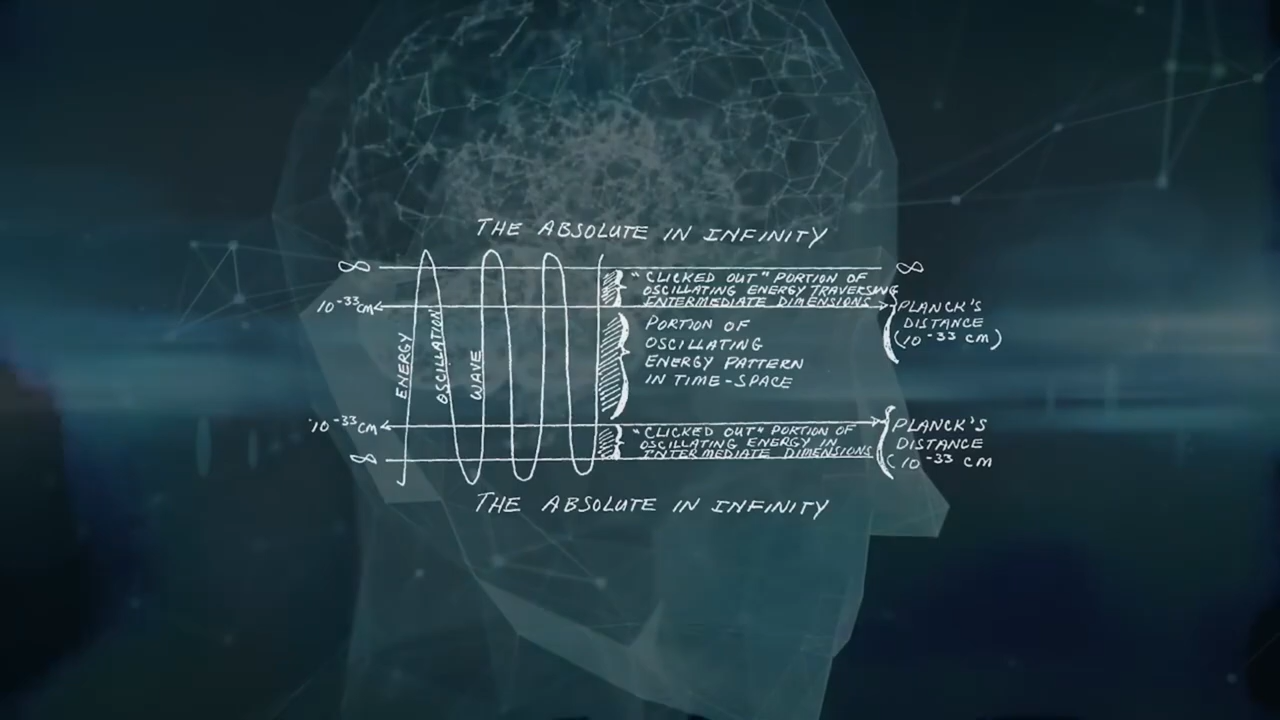 THE ABSOLUTE IN INFINITY
∞
∞
"CLICKED OUT" PORTION OF
OSCILLATING ENERGY TRAVERSING
INTERMEDIATE DIMENSIONS
10⁻³³cm
PLANCK'S
DISTANCE
(10⁻³³ cm)
ENERGY
OSCILLATION
WAVE
PORTION OF
OSCILLATING
ENERGY PATTERN
IN TIME-SPACE
10⁻³³cm
"CLICKED OUT" PORTION OF
OSCILLATING ENERGY IN
INTERMEDIATE DIMENSIONS
PLANCK'S
DISTANCE
(10⁻³³ cm
∞
THE ABSOLUTE IN INFINITY